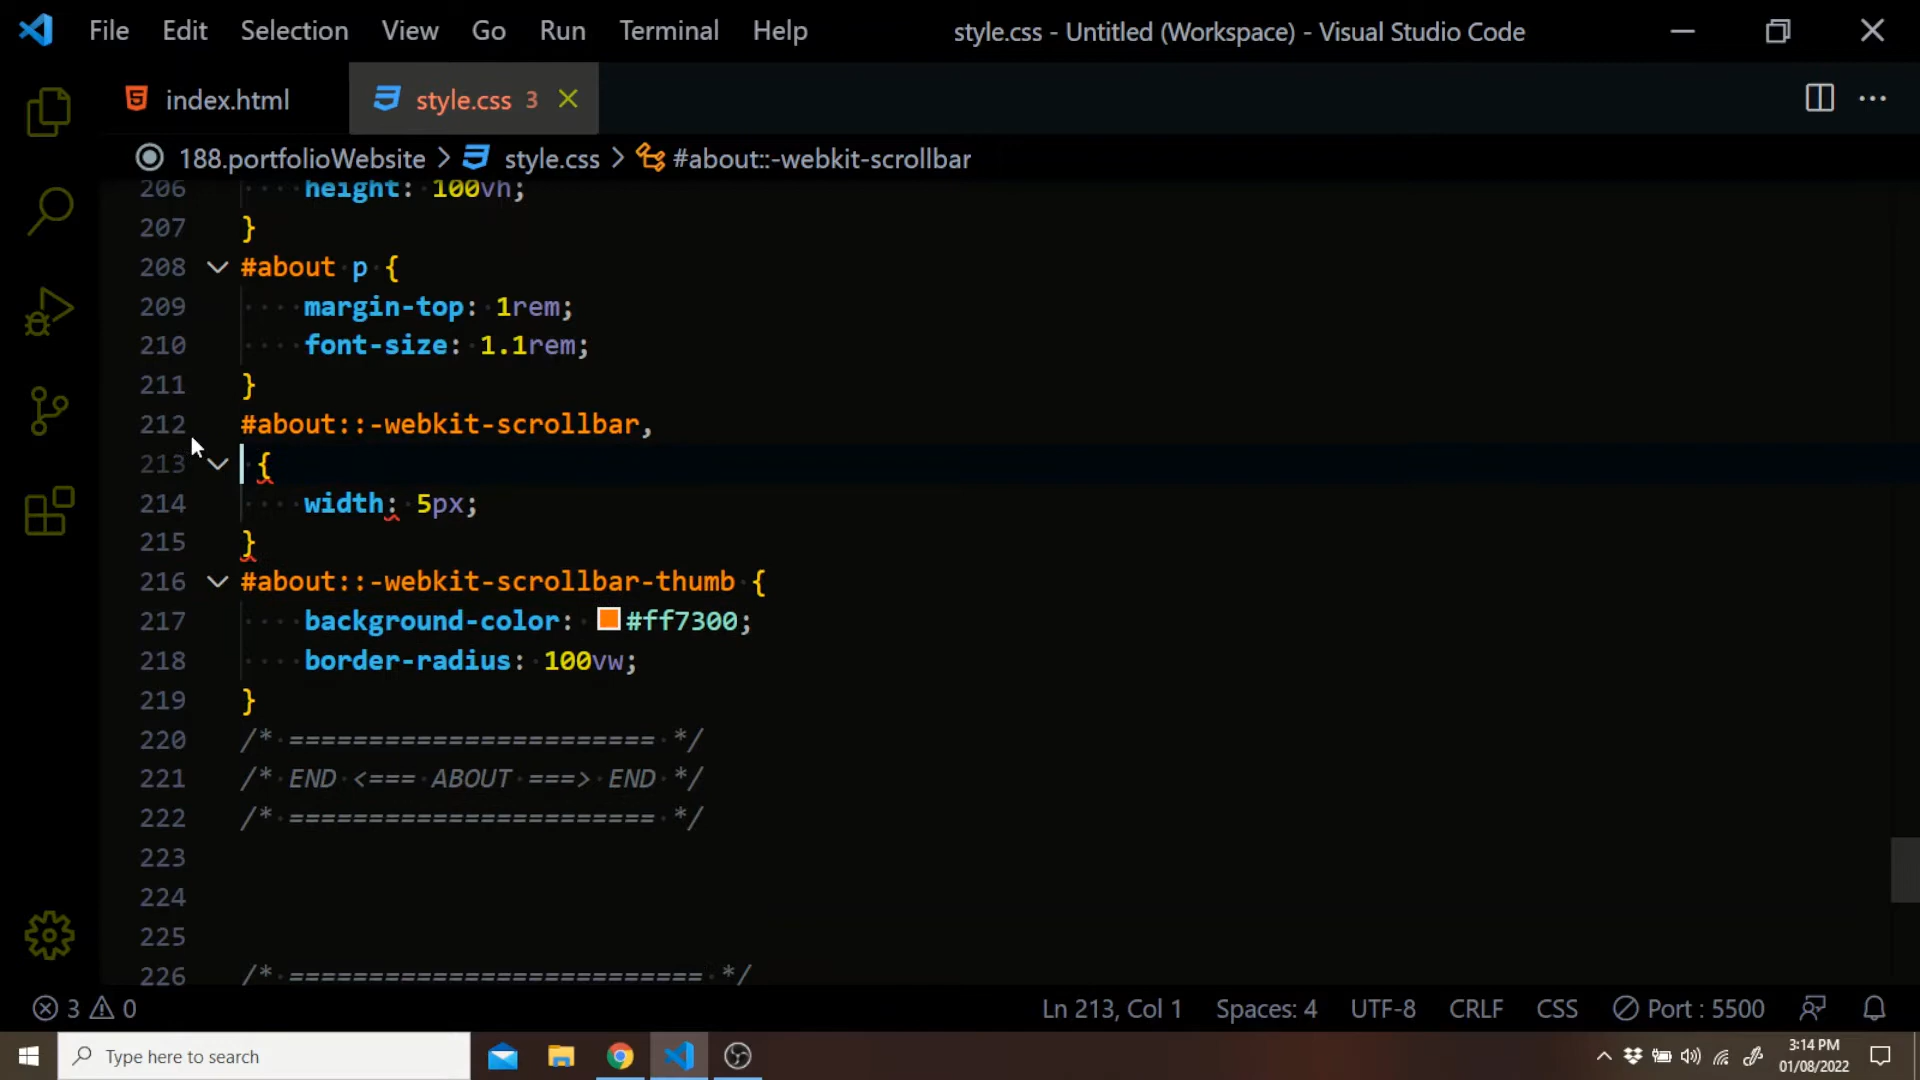 File Edit Selection View Go Run Terminal Help style.css - Untitled (Workspace) - Visual Studio Code
index.html style.css 3
188.portfolioWebsite > style.css > #about::-webkit-scrollbar
206 height: 100vh;
207 }
208 #about p {
209 margin-top: 1rem;
210 font-size: 1.1rem;
211 }
212 #about::-webkit-scrollbar,
213 {
214 width: 5px;
215 }
216 #about::-webkit-scrollbar-thumb {
217 background-color: #ff7300;
218 border-radius: 100vw;
219 }
220 /* ======================= */
221 /* END <=== ABOUT ===> END */
222 /* ======================= */
223
224
225
226 /* ========================== */
3 0 Ln 213, Col 1 Spaces: 4 UTF-8 CRLF CSS Port : 5500
Type here to search 3:14 PM
01/08/2022